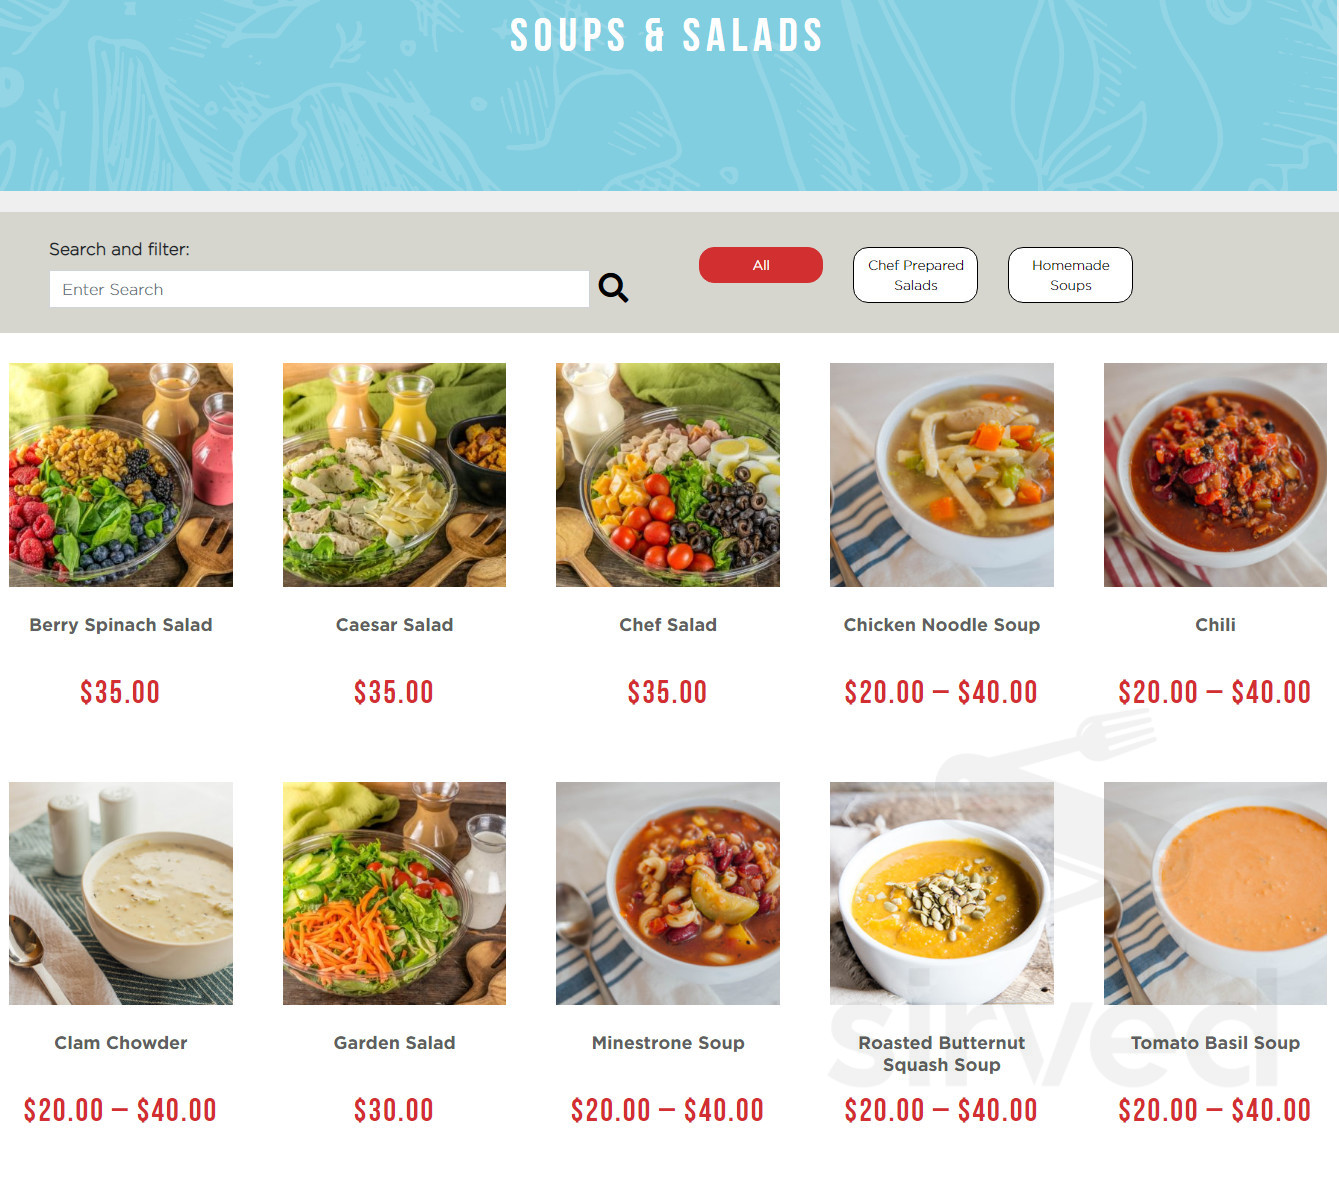 SOUPS & SALADS
Search and filter:
Enter Search
All
Chef Prepared
Salads
Homemade
Soups
Berry Spinach Salad
Caesar Salad
Chef Salad
Chicken Noodle Soup
Chili
$35.00
$35.00
$35.00
$20.00 – $40.00
$20.00 – $40.00
Clam Chowder
Garden Salad
Minestrone Soup
Roasted Butternut
Squash Soup
Tomato Basil Soup
$20.00 – $40.00
$30.00
$20.00 – $40.00
$20.00 – $40.00
$20.00 – $40.00
sirved